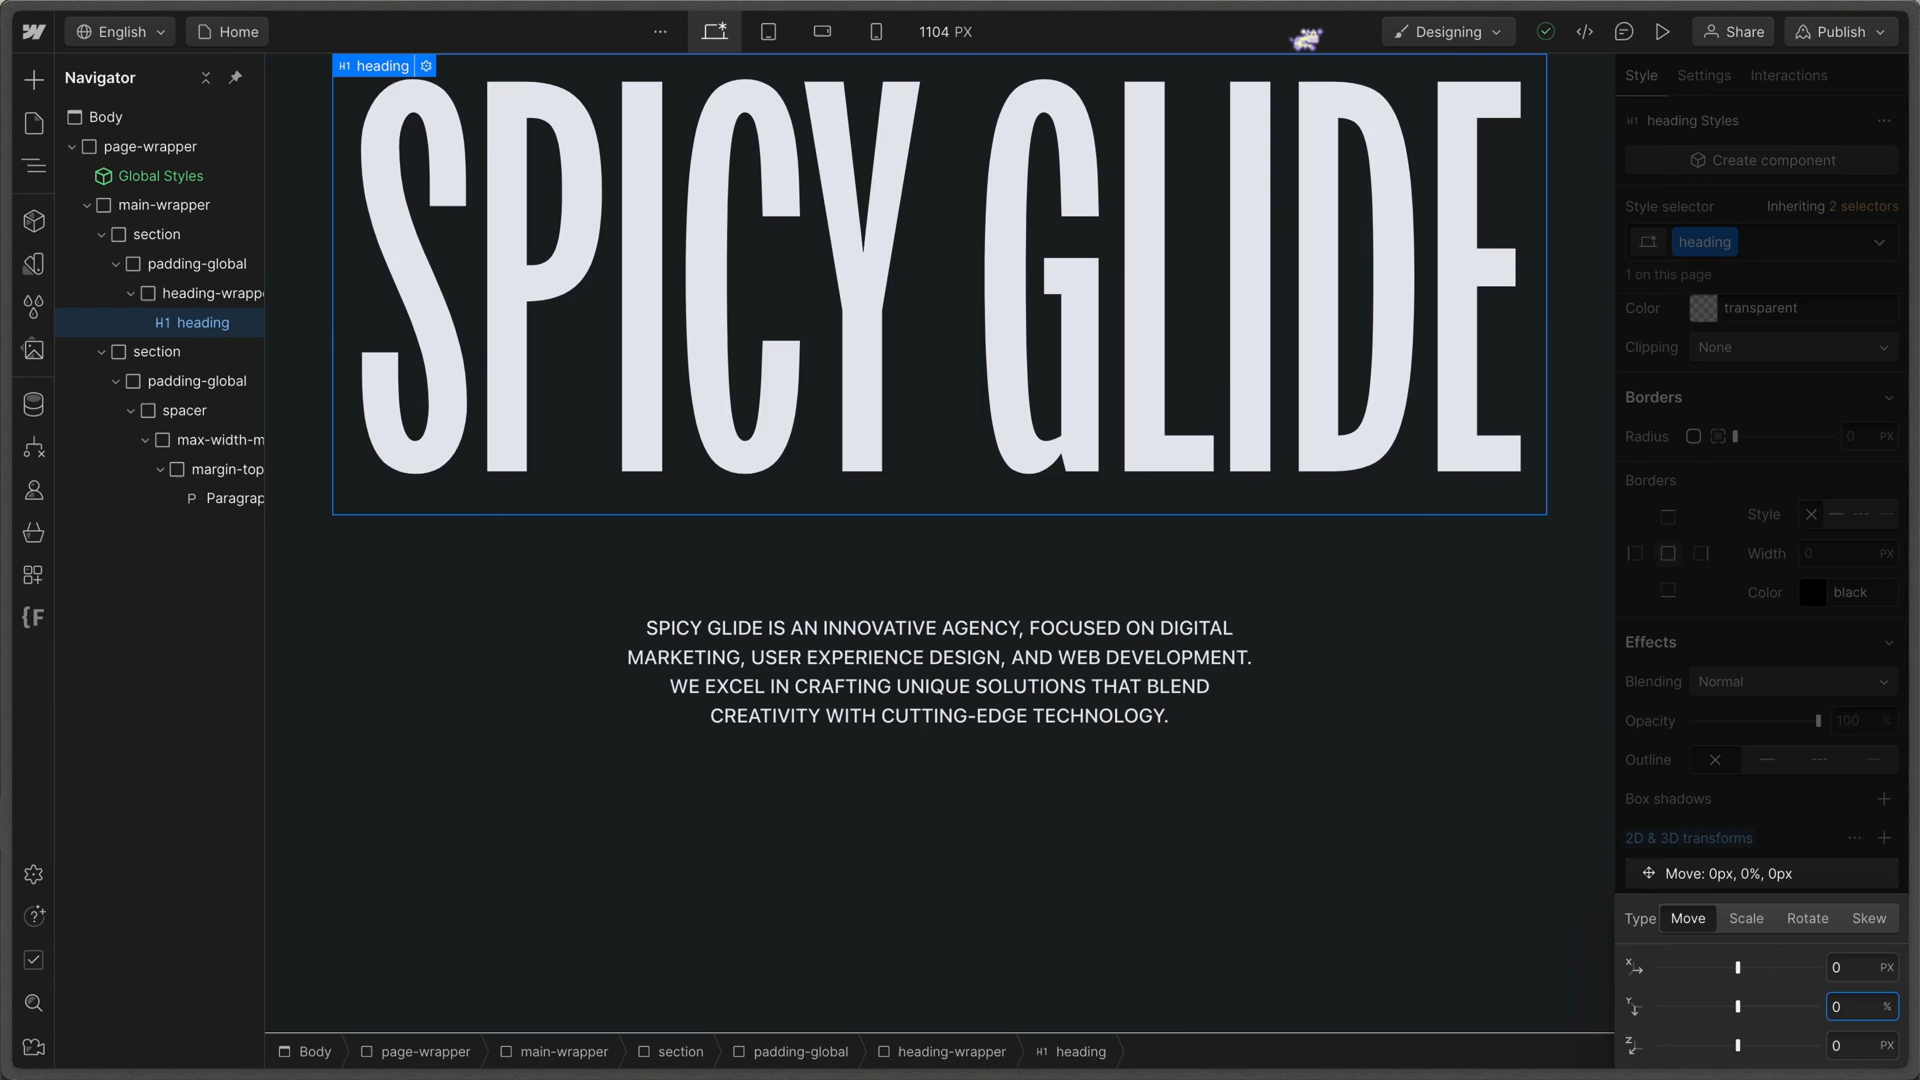 English
Home
1104 PX
Designing
Share
Publish
Navigator
Body
page-wrapper
Global Styles
main-wrapper
section
padding-global
heading-wrapp
H1 heading
section
padding-global
spacer
max-width-m
margin-top
P Paragrap
{F
H1 heading
SPICY GLIDE
SPICY GLIDE IS AN INNOVATIVE AGENCY, FOCUSED ON DIGITAL
MARKETING, USER EXPERIENCE DESIGN, AND WEB DEVELOPMENT.
WE EXCEL IN CRAFTING UNIQUE SOLUTIONS THAT BLEND
CREATIVITY WITH CUTTING-EDGE TECHNOLOGY.
Body
page-wrapper
main-wrapper
section
padding-global
heading-wrapper
H1 heading
Style Settings Interactions
H1 heading Styles
Create component
Style selector Inheriting 2 selectors
heading
1 on this page
Color transparent
Clipping None
Borders
Radius 0 PX
Borders
Style
Width 0 PX
Color black
Effects
Blending Normal
Opacity 100 %
Outline
Box shadows
2D & 3D transforms
Move: 0px, 0%, 0px
Type Move Scale Rotate Skew
X 0 PX
Y 0 %
Z 0 PX